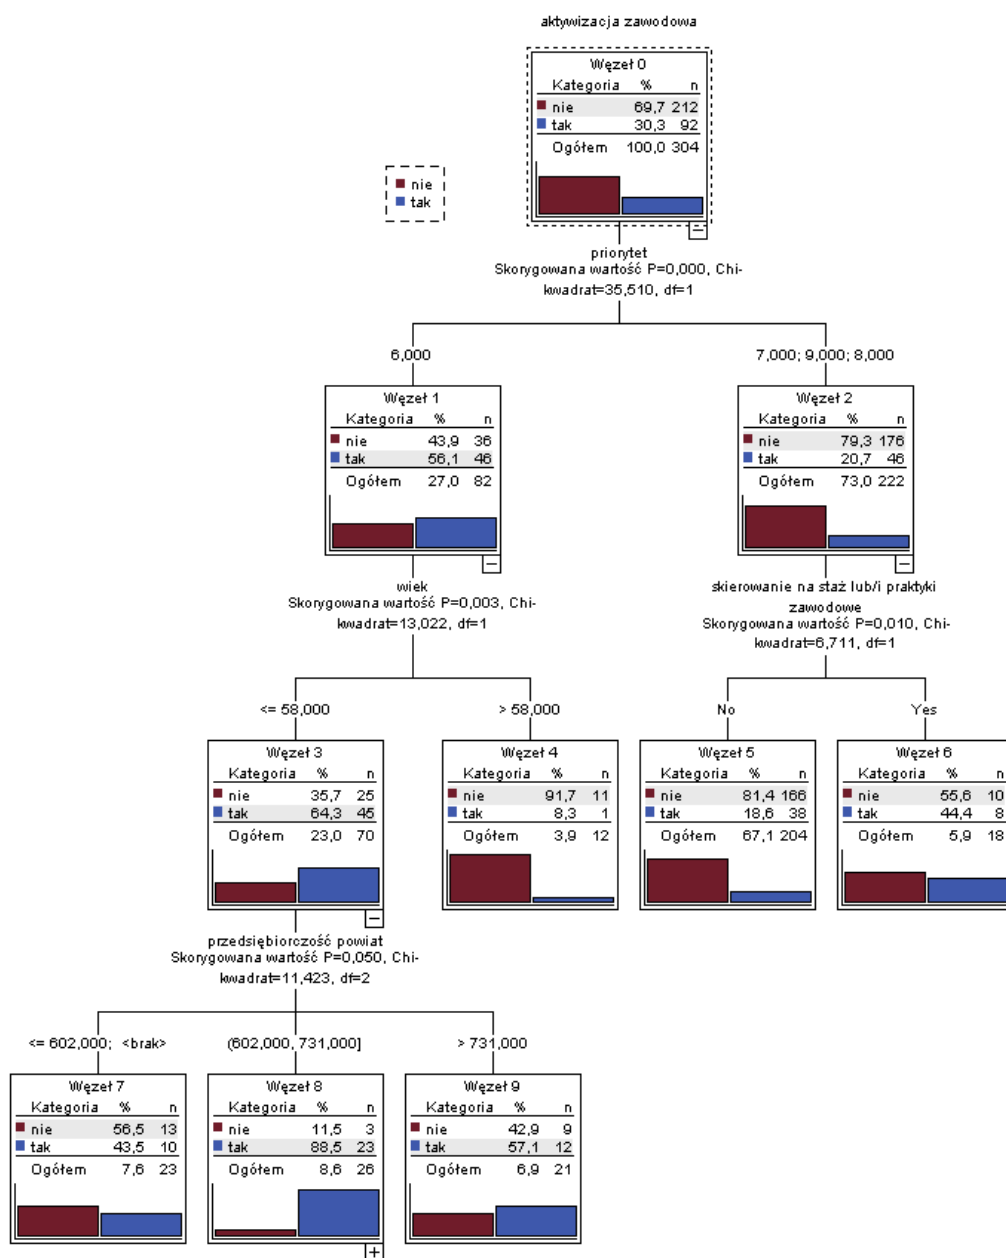 aktywizacja zawodowa
Węzeł 0
Kategoria % n
nie 69,7 212
tak 30,3 92
Ogółem 100,0 304
nie
tak
priorytet
Skorygowana wartość P=0,000, Chi-
kwadrat=35,510, df=1
6,000
7,000; 9,000; 8,000
Węzeł 1
Kategoria % n
nie 43,9 36
tak 56,1 46
Ogółem 27,0 82
Węzeł 2
Kategoria % n
nie 79,3 176
tak 20,7 46
Ogółem 73,0 222
wiek
Skorygowana wartość P=0,003, Chi-
kwadrat=13,022, df=1
skierowanie na staż lub/i praktyki
zawodowe
Skorygowana wartość P=0,010, Chi-
kwadrat=6,711, df=1
<= 58,000
> 58,000
No
Yes
Węzeł 3
Kategoria % n
nie 35,7 25
tak 64,3 45
Ogółem 23,0 70
Węzeł 4
Kategoria % n
nie 91,7 11
tak 8,3 1
Ogółem 3,9 12
Węzeł 5
Kategoria % n
nie 81,4 166
tak 18,6 38
Ogółem 67,1 204
Węzeł 6
Kategoria % n
nie 55,6 10
tak 44,4 8
Ogółem 5,9 18
przedsiębiorczość powiat
Skorygowana wartość P=0,050, Chi-
kwadrat=11,423, df=2
<= 602,000; <brak>
(602,000, 731,000]
> 731,000
Węzeł 7
Kategoria % n
nie 56,5 13
tak 43,5 10
Ogółem 7,6 23
Węzeł 8
Kategoria % n
nie 11,5 3
tak 88,5 23
Ogółem 8,6 26
Węzeł 9
Kategoria % n
nie 42,9 9
tak 57,1 12
Ogółem 6,9 21